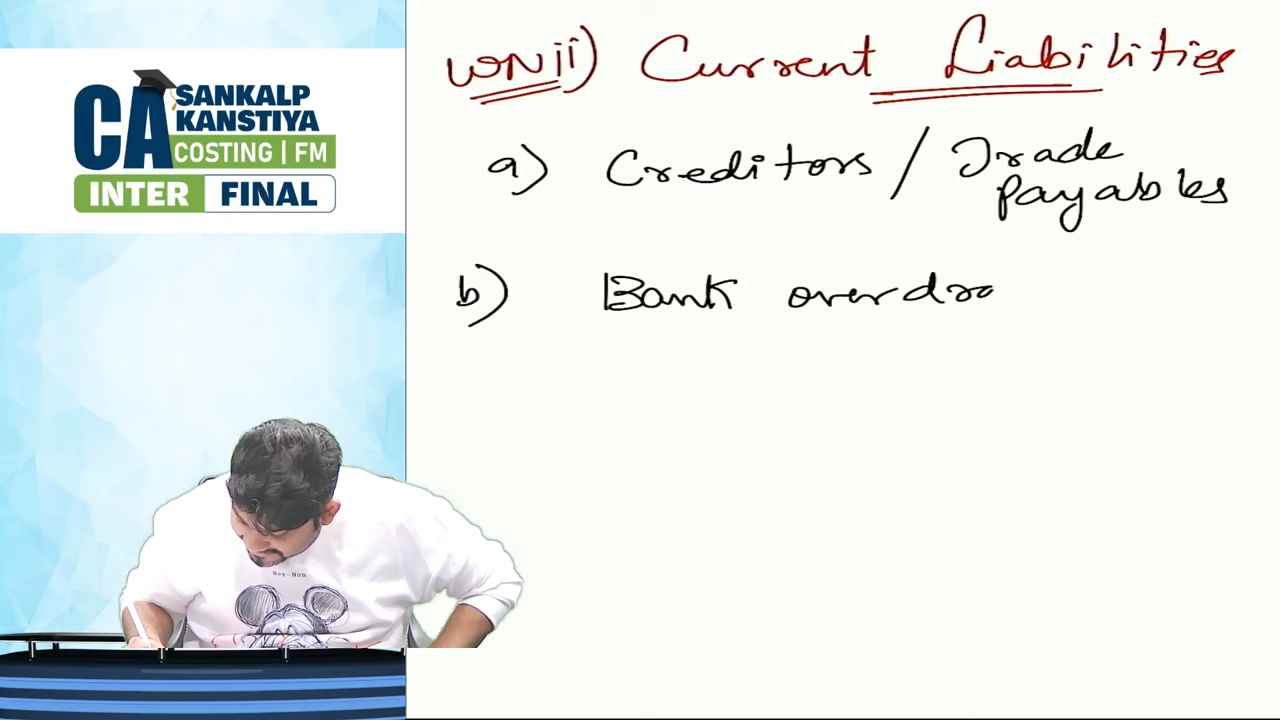 CA SANKALP
KANSTIYA
COSTING | FM
INTER FINAL
WN ii) Current Liabilities
a) Creditors / Trade
payables
b) Bank overdra